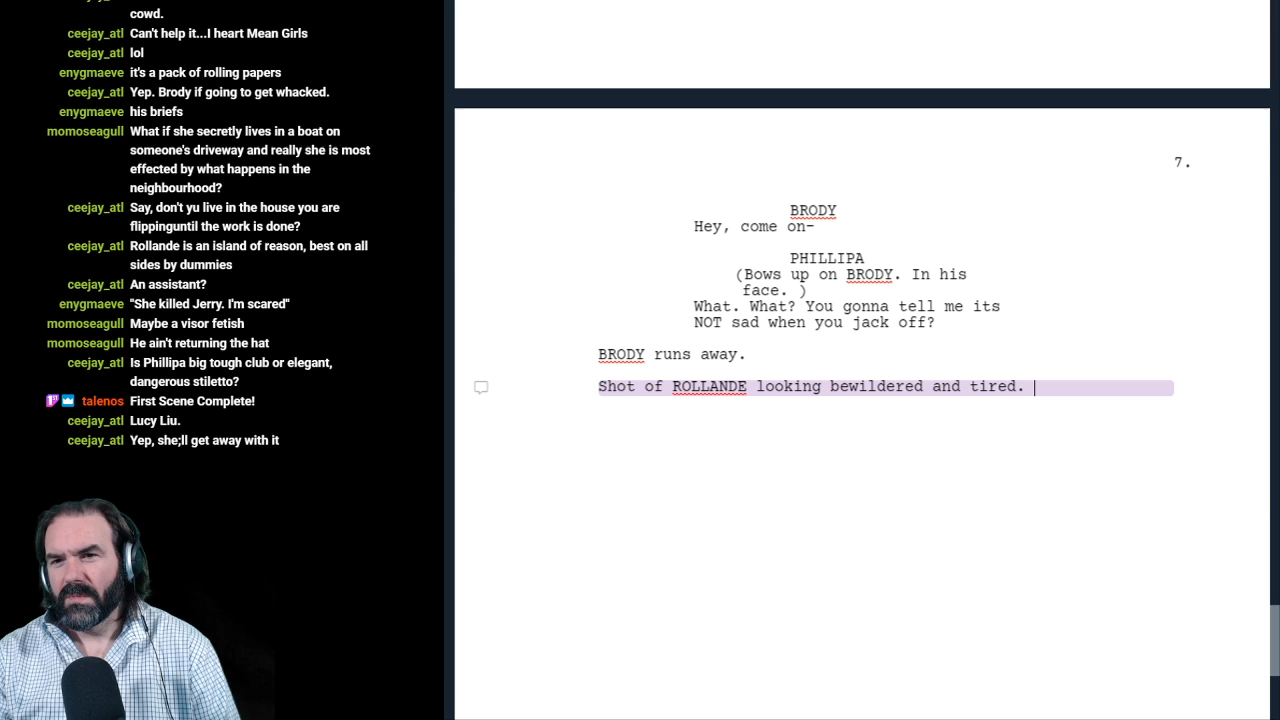 cowd.
ceejay_atl Can't help it...I heart Mean Girls
ceejay_atl lol
enygmaeve it's a pack of rolling papers
ceejay_atl Yep. Brody if going to get whacked.
enygmaeve his briefs
momoseagull What if she secretly lives in a boat on
someone's driveway and really she is most
effected by what happens in the
neighbourhood?
ceejay_atl Say, don't yu live in the house you are
flippinguntil the work is done?
ceejay_atl Rollande is an island of reason, best on all
sides by dummies
ceejay_atl An assistant?
enygmaeve "She killed Jerry. I'm scared"
momoseagull Maybe a visor fetish
momoseagull He ain't returning the hat
ceejay_atl Is Phillipa big tough club or elegant,
dangerous stiletto?
talenos First Scene Complete!
ceejay_atl Lucy Liu.
ceejay_atl Yep, she;ll get away with it
7.
BRODY
Hey, come on-
PHILLIPA
(Bows up on BRODY. In his
face. )
What. What? You gonna tell me its
NOT sad when you jack off?
BRODY runs away.
Shot of ROLLANDE looking bewildered and tired.